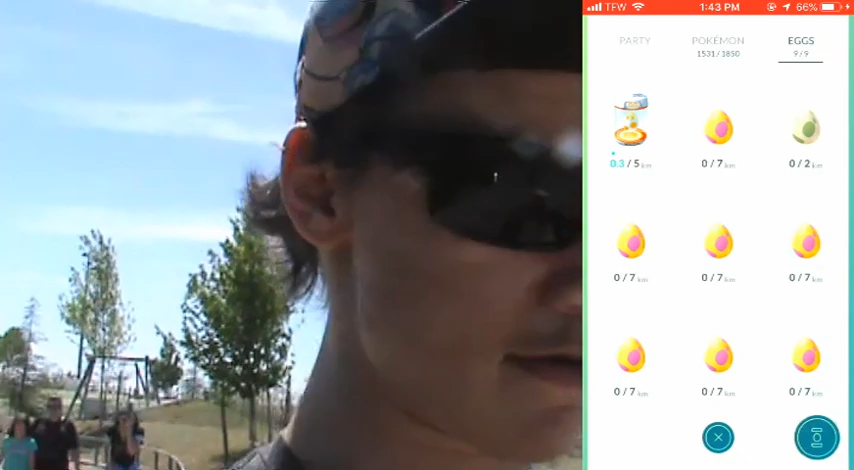 TFW 1:43 PM 66%
PARTY POKÉMON EGGS
1531/1850 9/9
0.3 / 5 km 0 / 7 km 0 / 2 km
0 / 7 km 0 / 7 km 0 / 7 km
0 / 7 km 0 / 7 km 0 / 7 km